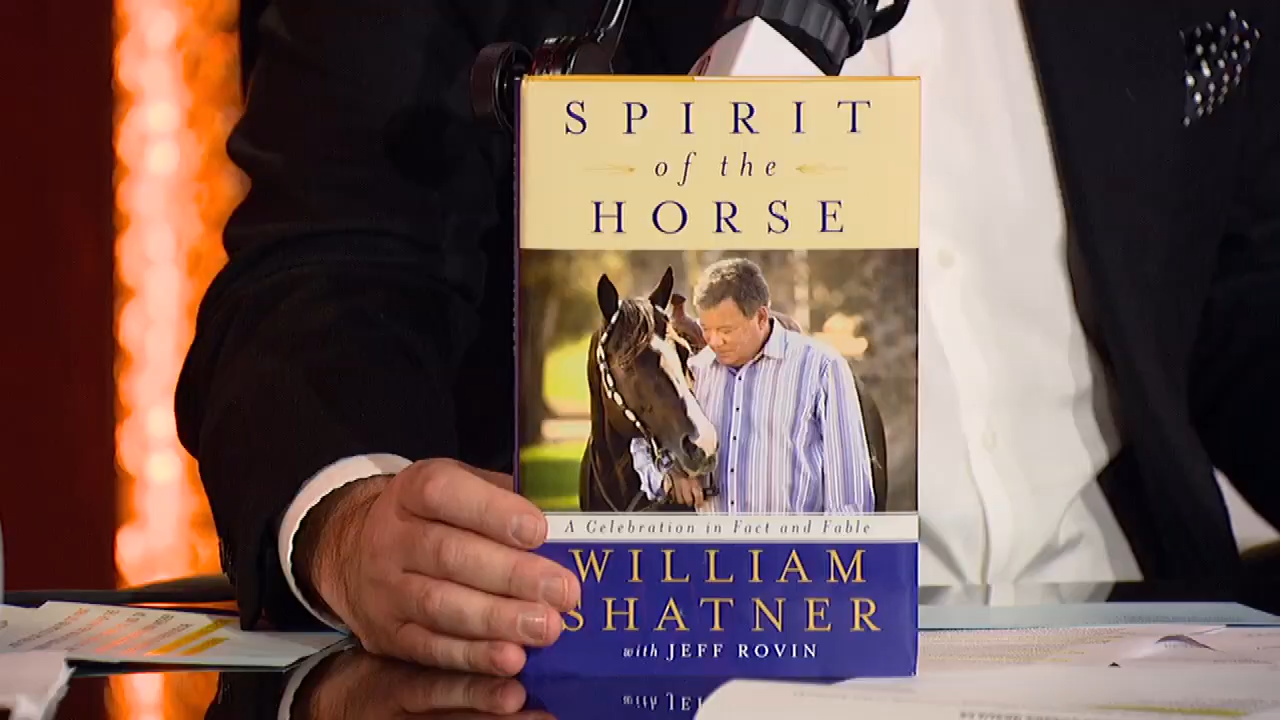 SPIRIT
of the
HORSE
A Celebration in Fact and Fable
WILLIAM
SHATNER
with JEFF ROVIN